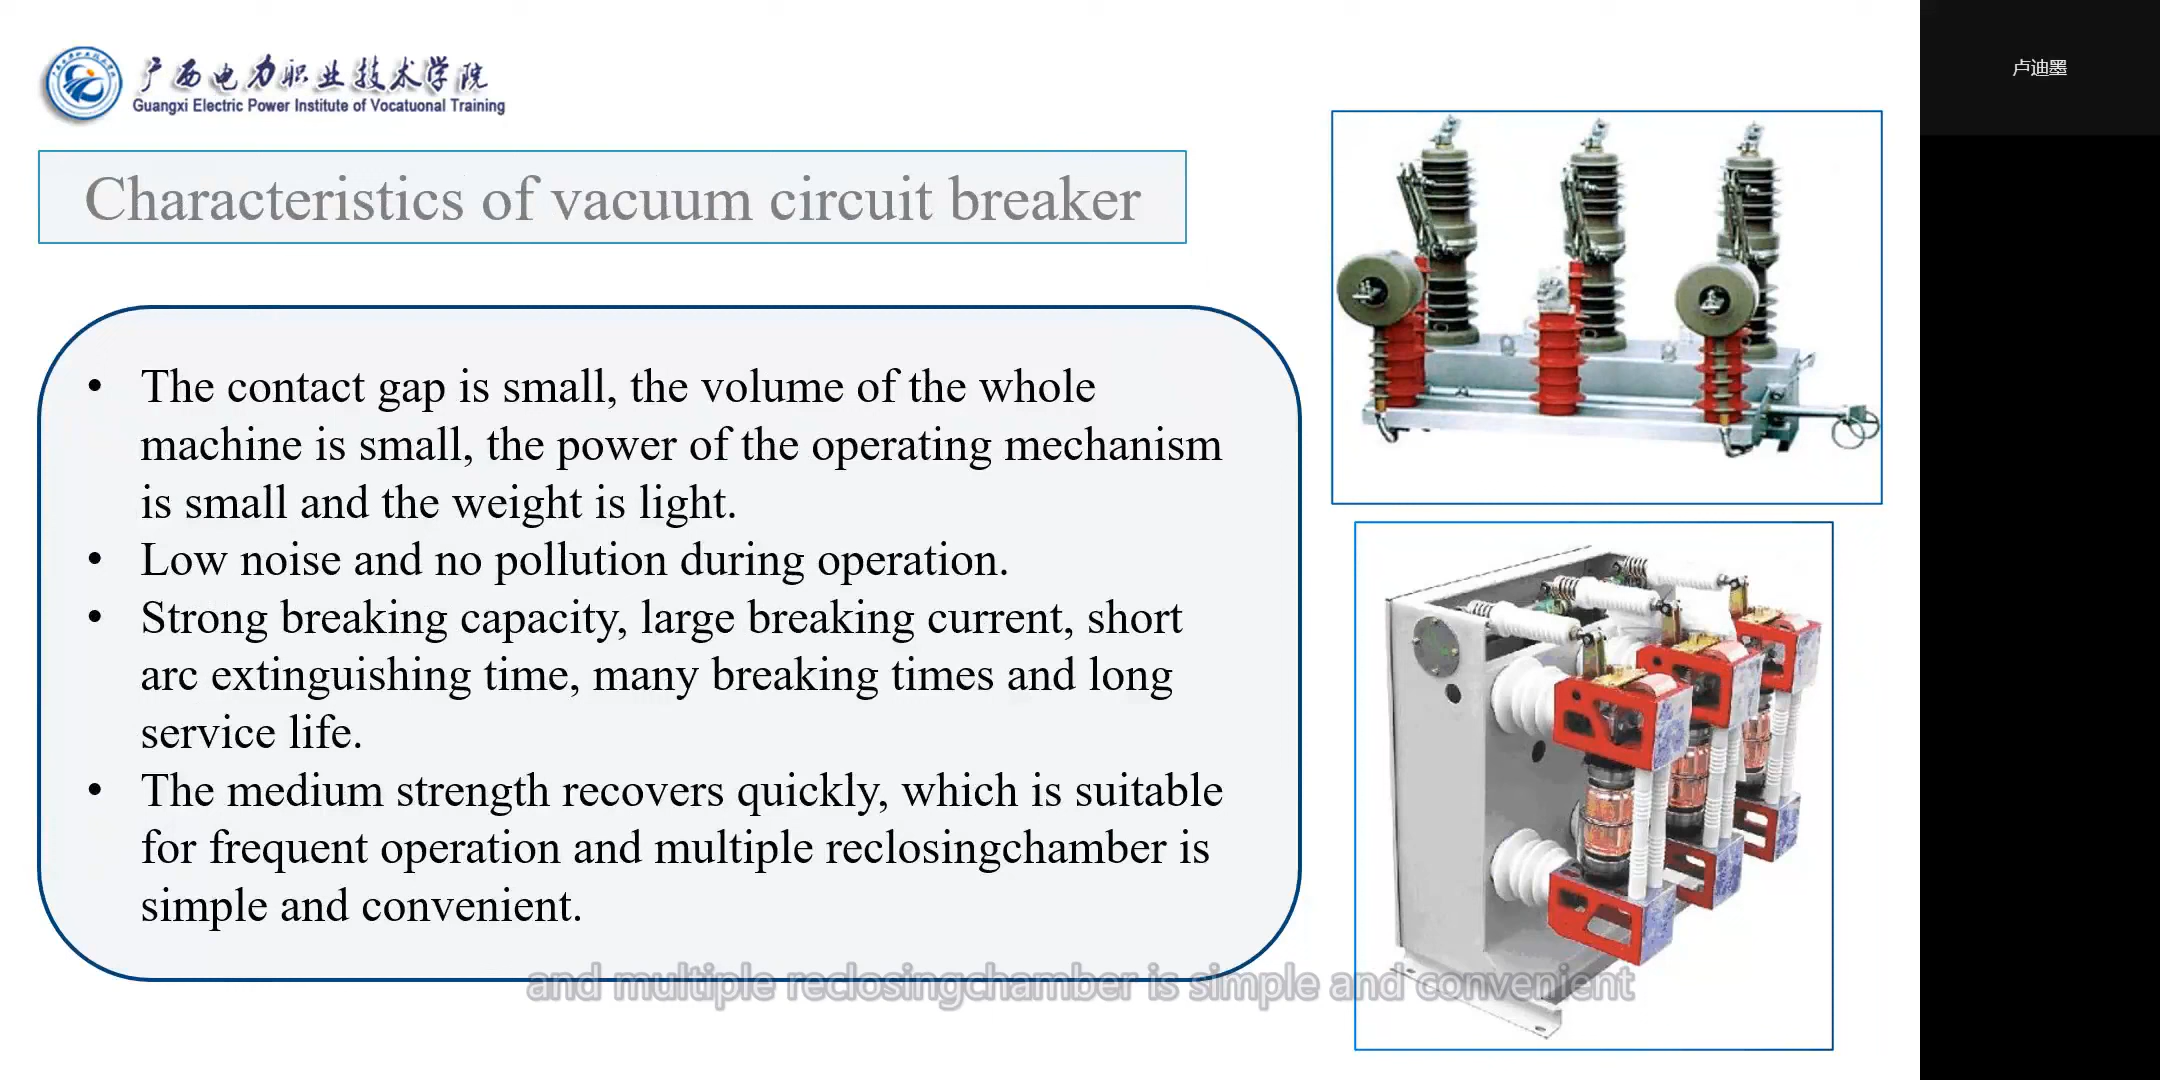 广西电力职业技术学院
Guangxi Electric Power Institute of Vocatuonal Training
卢迪墨
Characteristics of vacuum circuit breaker
• The contact gap is small, the volume of the whole
machine is small, the power of the operating mechanism
is small and the weight is light.
• Low noise and no pollution during operation.
• Strong breaking capacity, large breaking current, short
arc extinguishing time, many breaking times and long
service life.
• The medium strength recovers quickly, which is suitable
for frequent operation and multiple reclosingchamber is
simple and convenient.
and multiple reclosingchamber is simple and convenient